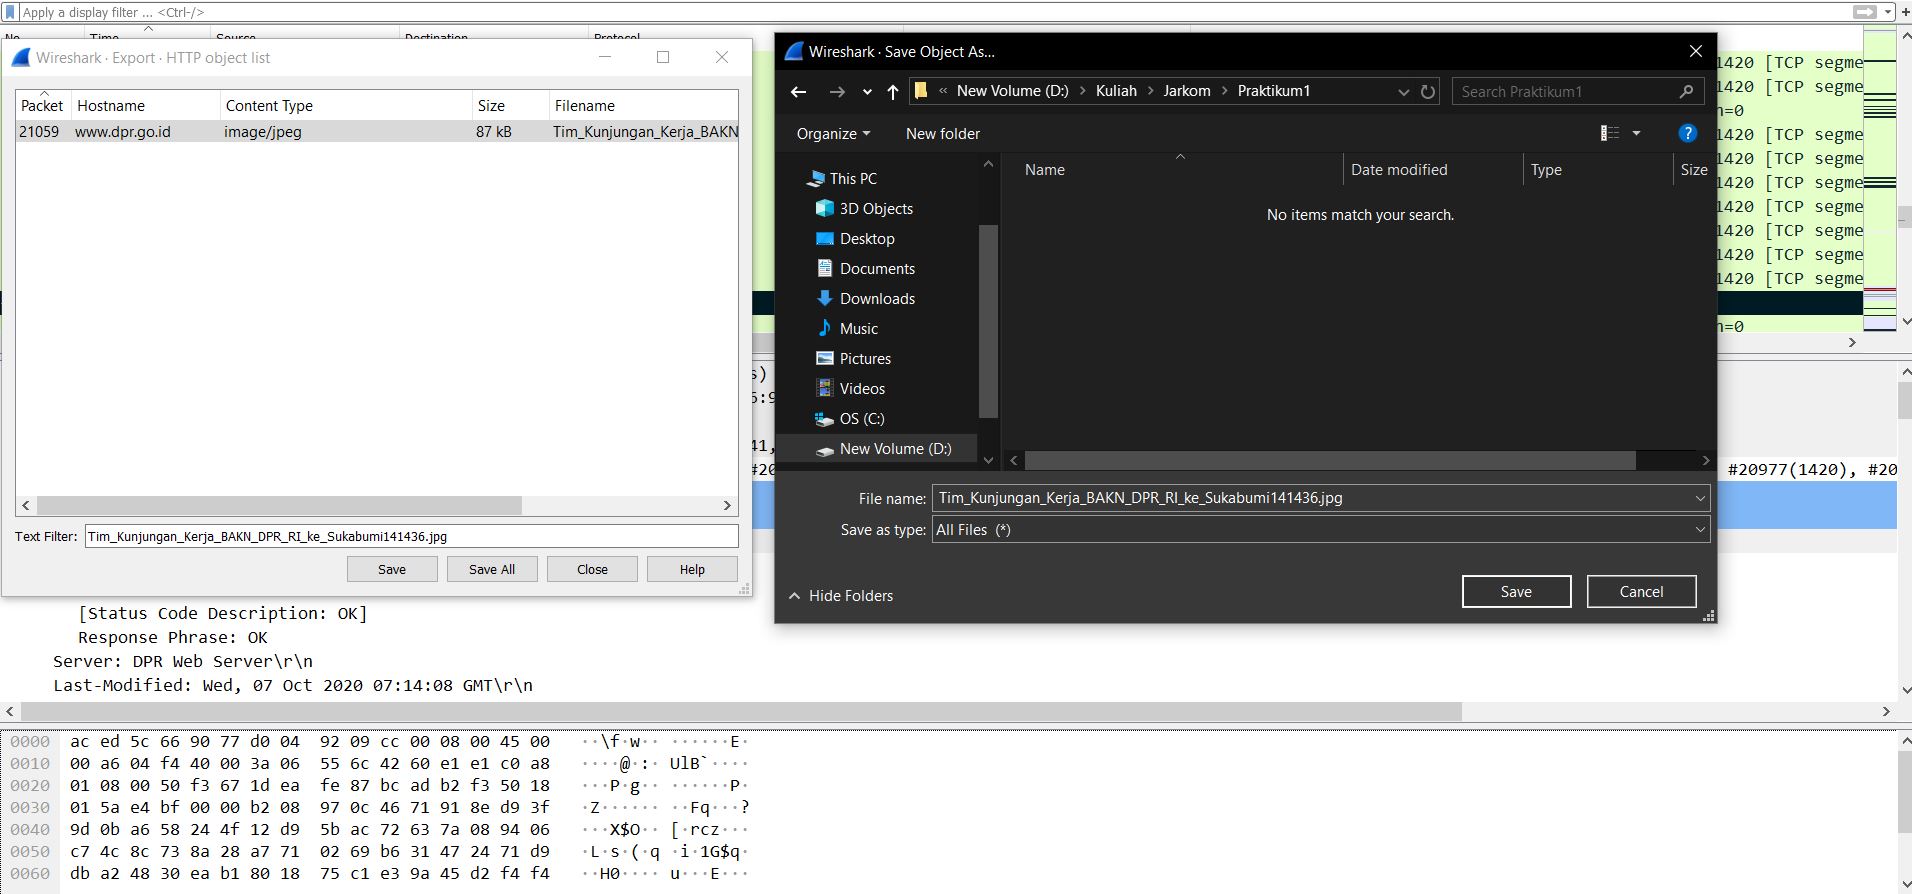 Apply a display filter ... <Ctrl-/>
No. Time Source Destination Protocol
Wireshark · Export · HTTP object list
Packet Hostname Content Type Size Filename
21059 www.dpr.go.id image/jpeg 87 kB Tim_Kunjungan_Kerja_BAKN
Text Filter: Tim_Kunjungan_Kerja_BAKN_DPR_RI_ke_Sukabumi141436.jpg
Save Save All Close Help
Wireshark · Save Object As...
« New Volume (D:) > Kuliah > Jarkom > Praktikum1
Search Praktikum1
Organize New folder
This PC
3D Objects
Desktop
Documents
Downloads
Music
Pictures
Videos
OS (C:)
New Volume (D:)
Name Date modified Type Size
No items match your search.
File name: Tim_Kunjungan_Kerja_BAKN_DPR_RI_ke_Sukabumi141436.jpg
Save as type: All Files (*)
Hide Folders
Save Cancel
1420 [TCP segme
1420 [TCP segme
n=0
1420 [TCP segme
1420 [TCP segme
1420 [TCP segme
1420 [TCP segme
1420 [TCP segme
1420 [TCP segme
1420 [TCP segme
n=0
s)
41,
#20 #20977(1420), #20
[Status Code Description: OK]
Response Phrase: OK
Server: DPR Web Server\r\n
Last-Modified: Wed, 07 Oct 2020 07:14:08 GMT\r\n
0000 ac ed 5c 66 90 77 d0 04 92 09 cc 00 08 00 45 00 ··\f·w·· ······E·
0010 00 a6 04 f4 40 00 3a 06 55 6c 42 60 e1 e1 c0 a8 ····@·:· UlB`····
0020 01 08 00 50 f3 67 1d ea fe 87 bc ad b2 f3 50 18 ···P·g·· ······P·
0030 01 5a e4 bf 00 00 b2 08 97 0c 46 71 91 8e d9 3f ·Z······ ··Fq···?
0040 9d 0b a6 58 24 4f 12 d9 5b ac 72 63 7a 08 94 06 ···X$O·· [·rcz···
0050 c7 4c 8c 73 8a 28 a7 71 02 69 b6 31 47 24 71 d9 ·L·s·(·q ·i·1G$q·
0060 db a2 48 30 ea b1 80 18 75 c1 e3 9a 45 d2 f4 f4 ··H0···· u···E···